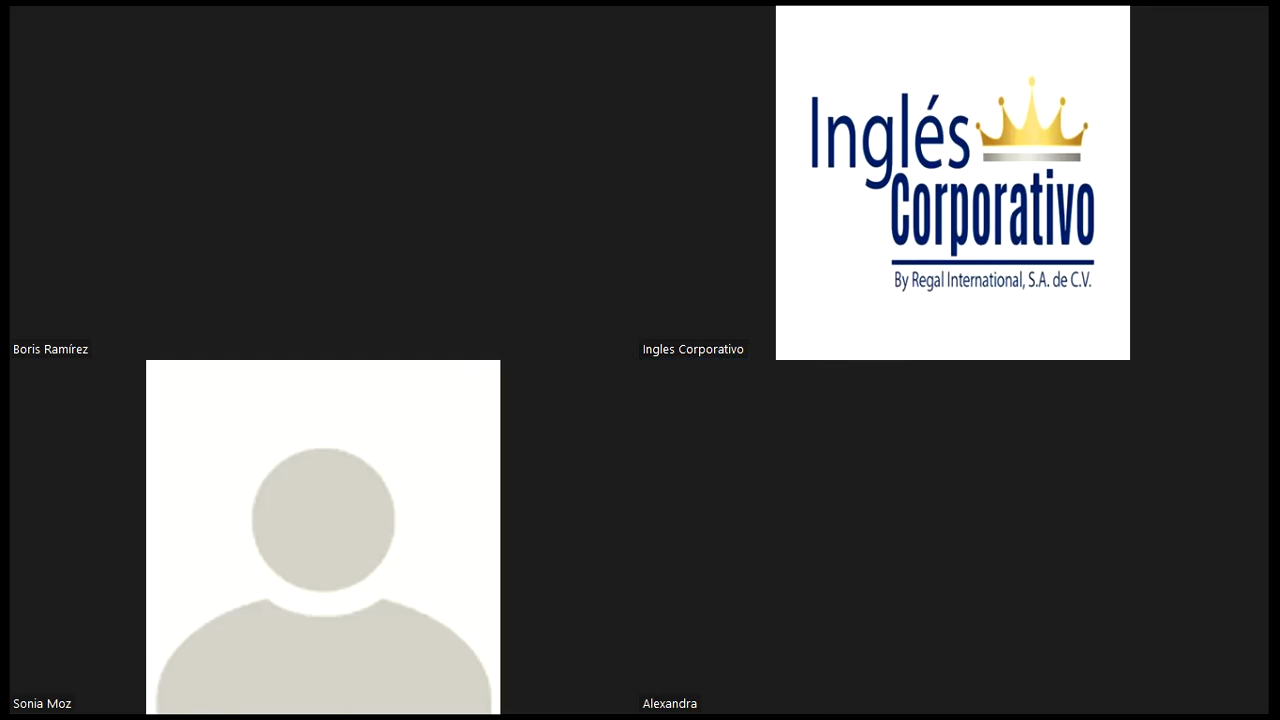 Inglés
Corporativo
By Regal International, S.A. de C.V.
Boris Ramírez
Ingles Corporativo
Sonia Moz
Alexandra